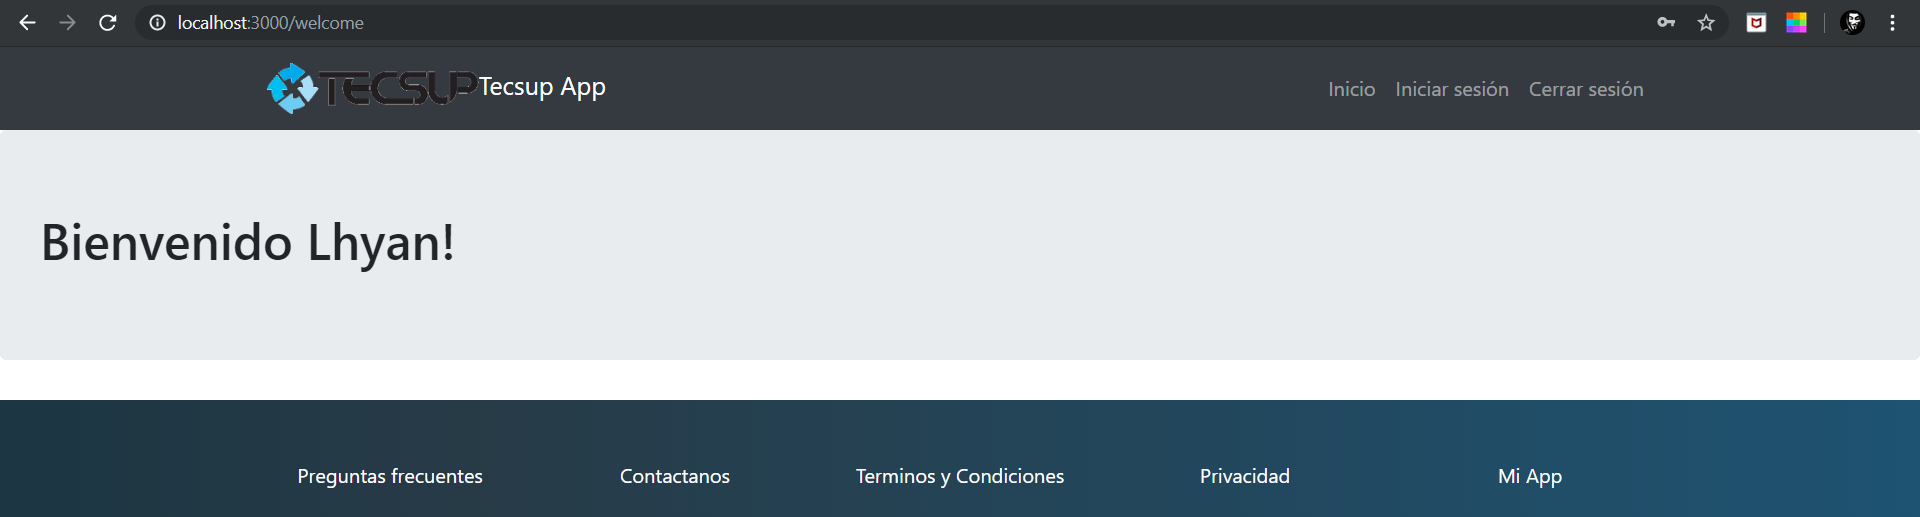 localhost:3000/welcome
TECSUP Tecsup App Inicio Iniciar sesión Cerrar sesión
Bienvenido Lhyan!
Preguntas frecuentes Contactanos Terminos y Condiciones Privacidad Mi App